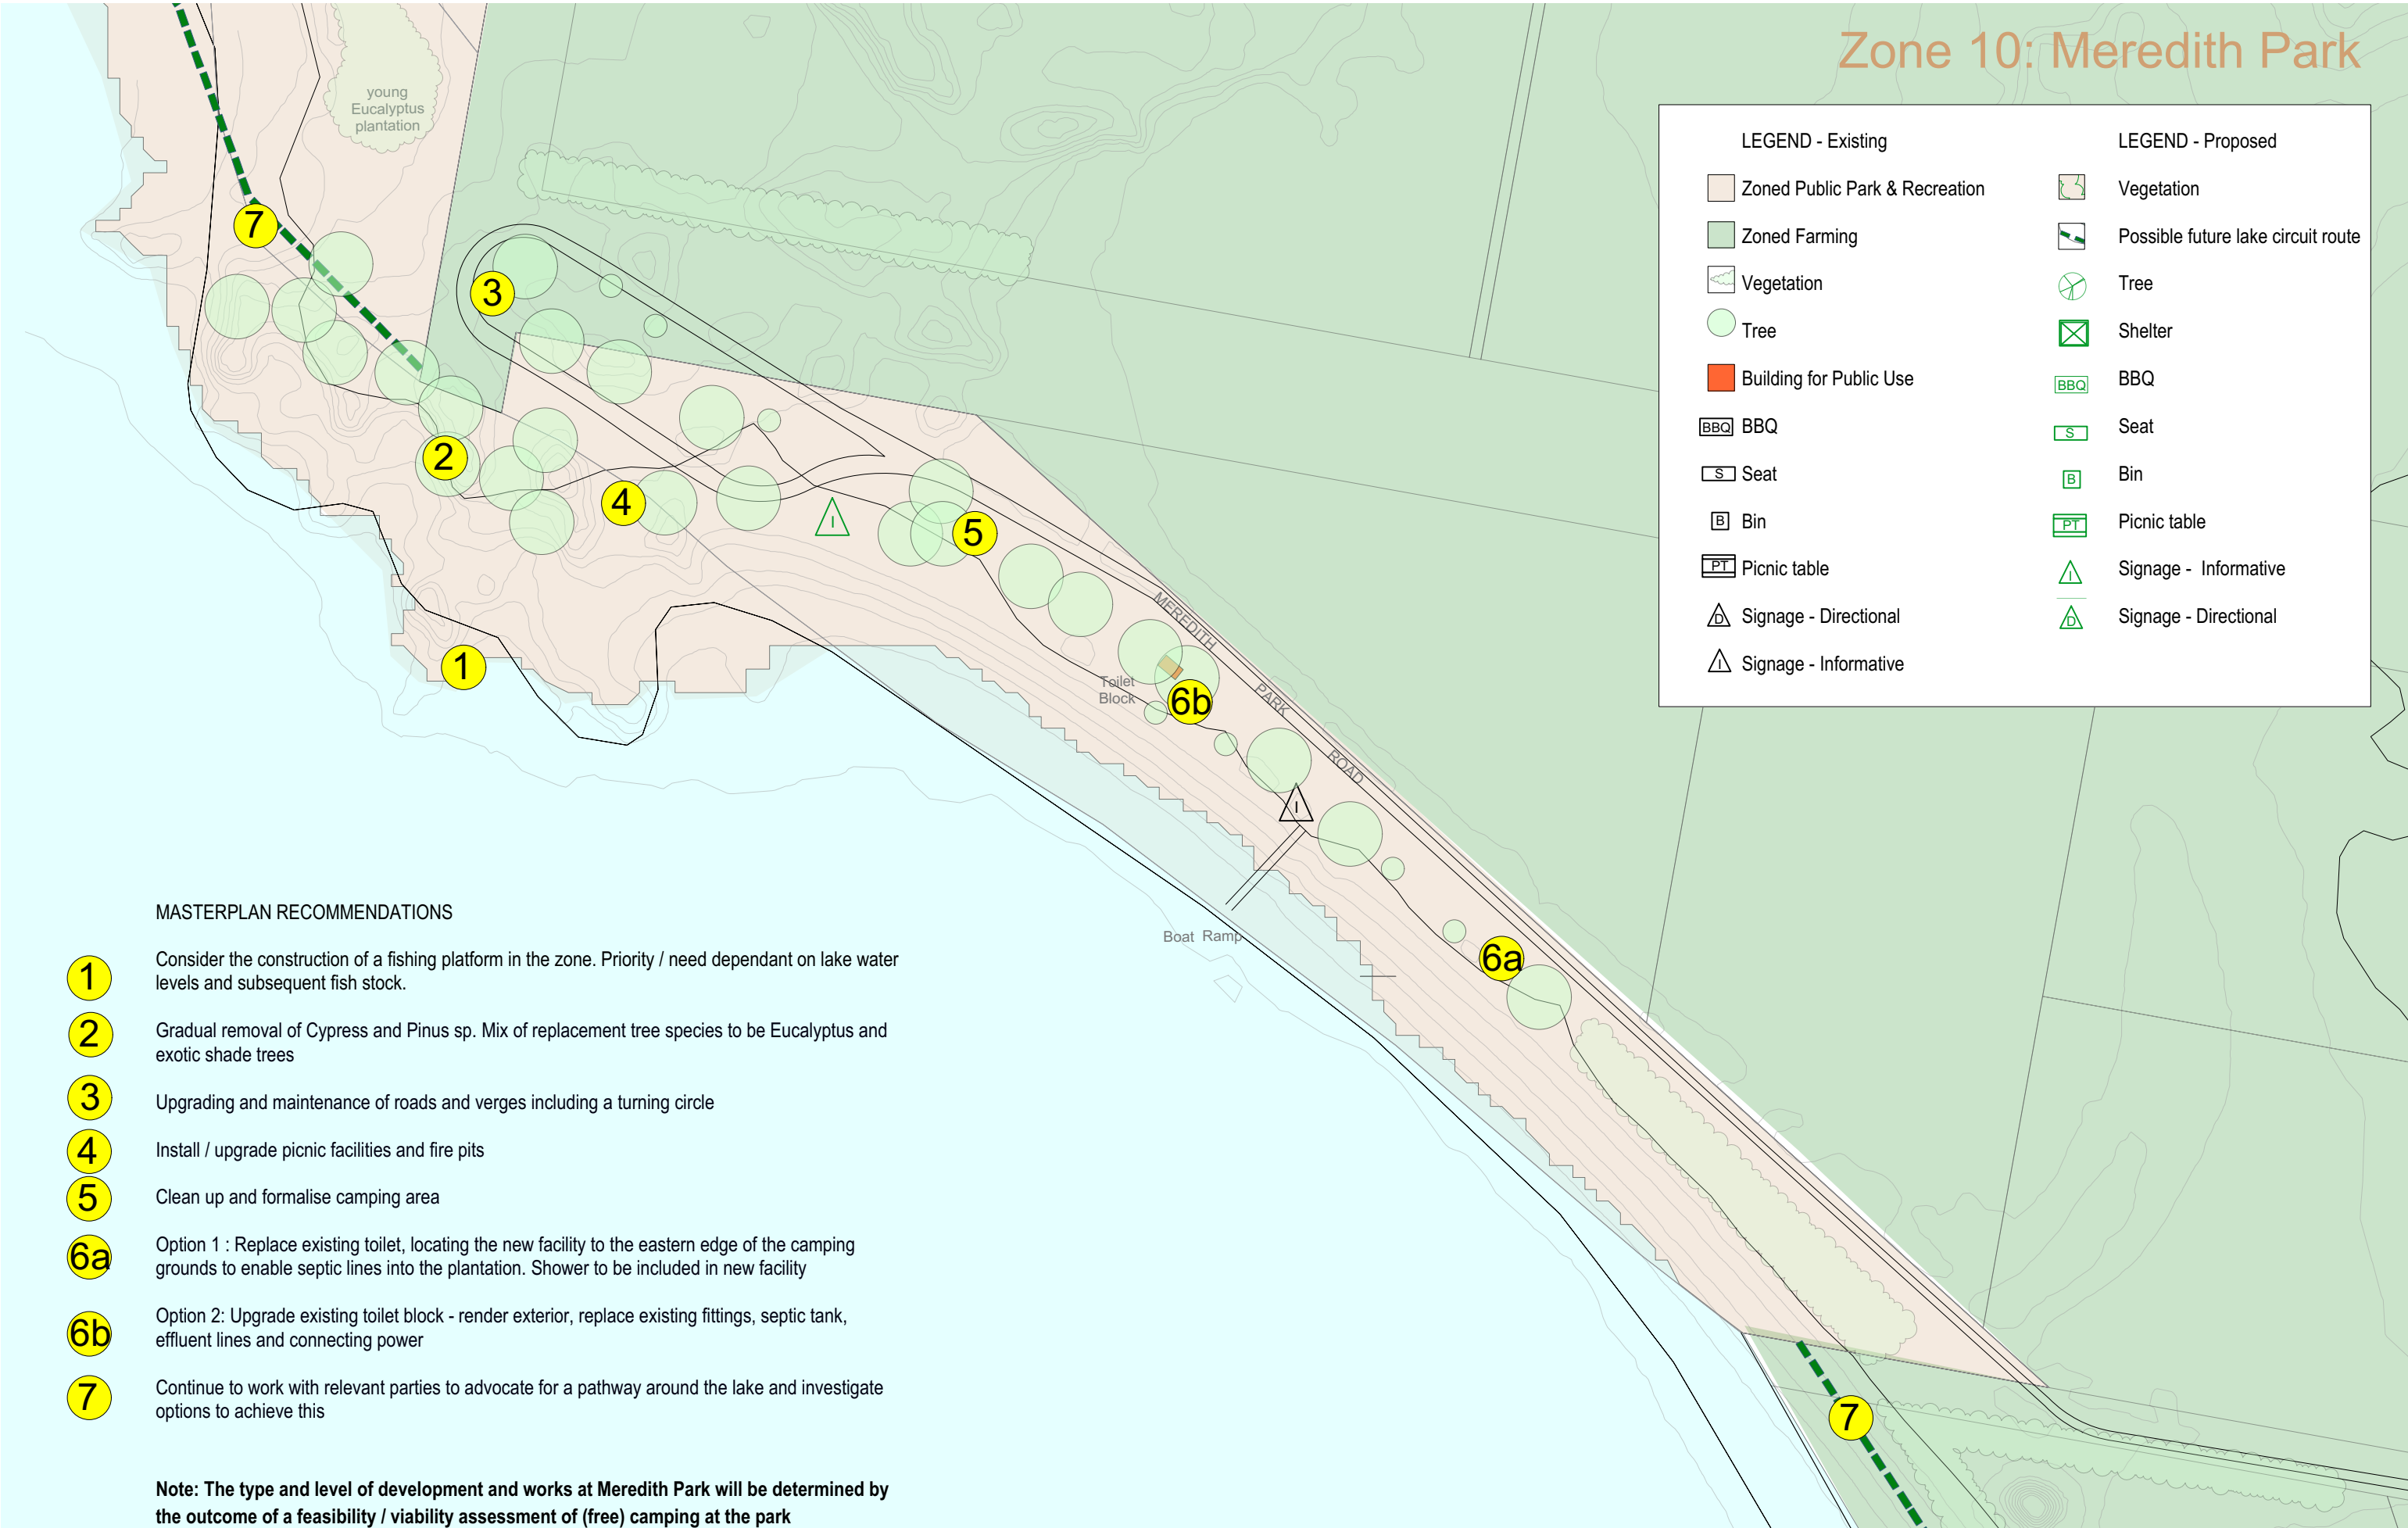 Zone 10: Meredith Park
young
Eucalyptus
plantation
LEGEND - Existing
Zoned Public Park & Recreation
Zoned Farming
Vegetation
Tree
Building for Public Use
BBQ BBQ
S Seat
B Bin
PT Picnic table
D Signage - Directional
I Signage - Informative
LEGEND - Proposed
Vegetation
Possible future lake circuit route
Tree
Shelter
BBQ BBQ
S Seat
B Bin
PT Picnic table
I Signage - Informative
D Signage - Directional
7
3
2
4
I
5
1
MEREDITH PARK ROAD
Toilet
Block
6b
I
Boat Ramp
6a
7
MASTERPLAN RECOMMENDATIONS
1 Consider the construction of a fishing platform in the zone. Priority / need dependant on lake water
levels and subsequent fish stock.
2 Gradual removal of Cypress and Pinus sp. Mix of replacement tree species to be Eucalyptus and
exotic shade trees
3 Upgrading and maintenance of roads and verges including a turning circle
4 Install / upgrade picnic facilities and fire pits
5 Clean up and formalise camping area
6a Option 1 : Replace existing toilet, locating the new facility to the eastern edge of the camping
grounds to enable septic lines into the plantation. Shower to be included in new facility
6b Option 2: Upgrade existing toilet block - render exterior, replace existing fittings, septic tank,
effluent lines and connecting power
7 Continue to work with relevant parties to advocate for a pathway around the lake and investigate
options to achieve this
Note: The type and level of development and works at Meredith Park will be determined by
the outcome of a feasibility / viability assessment of (free) camping at the park